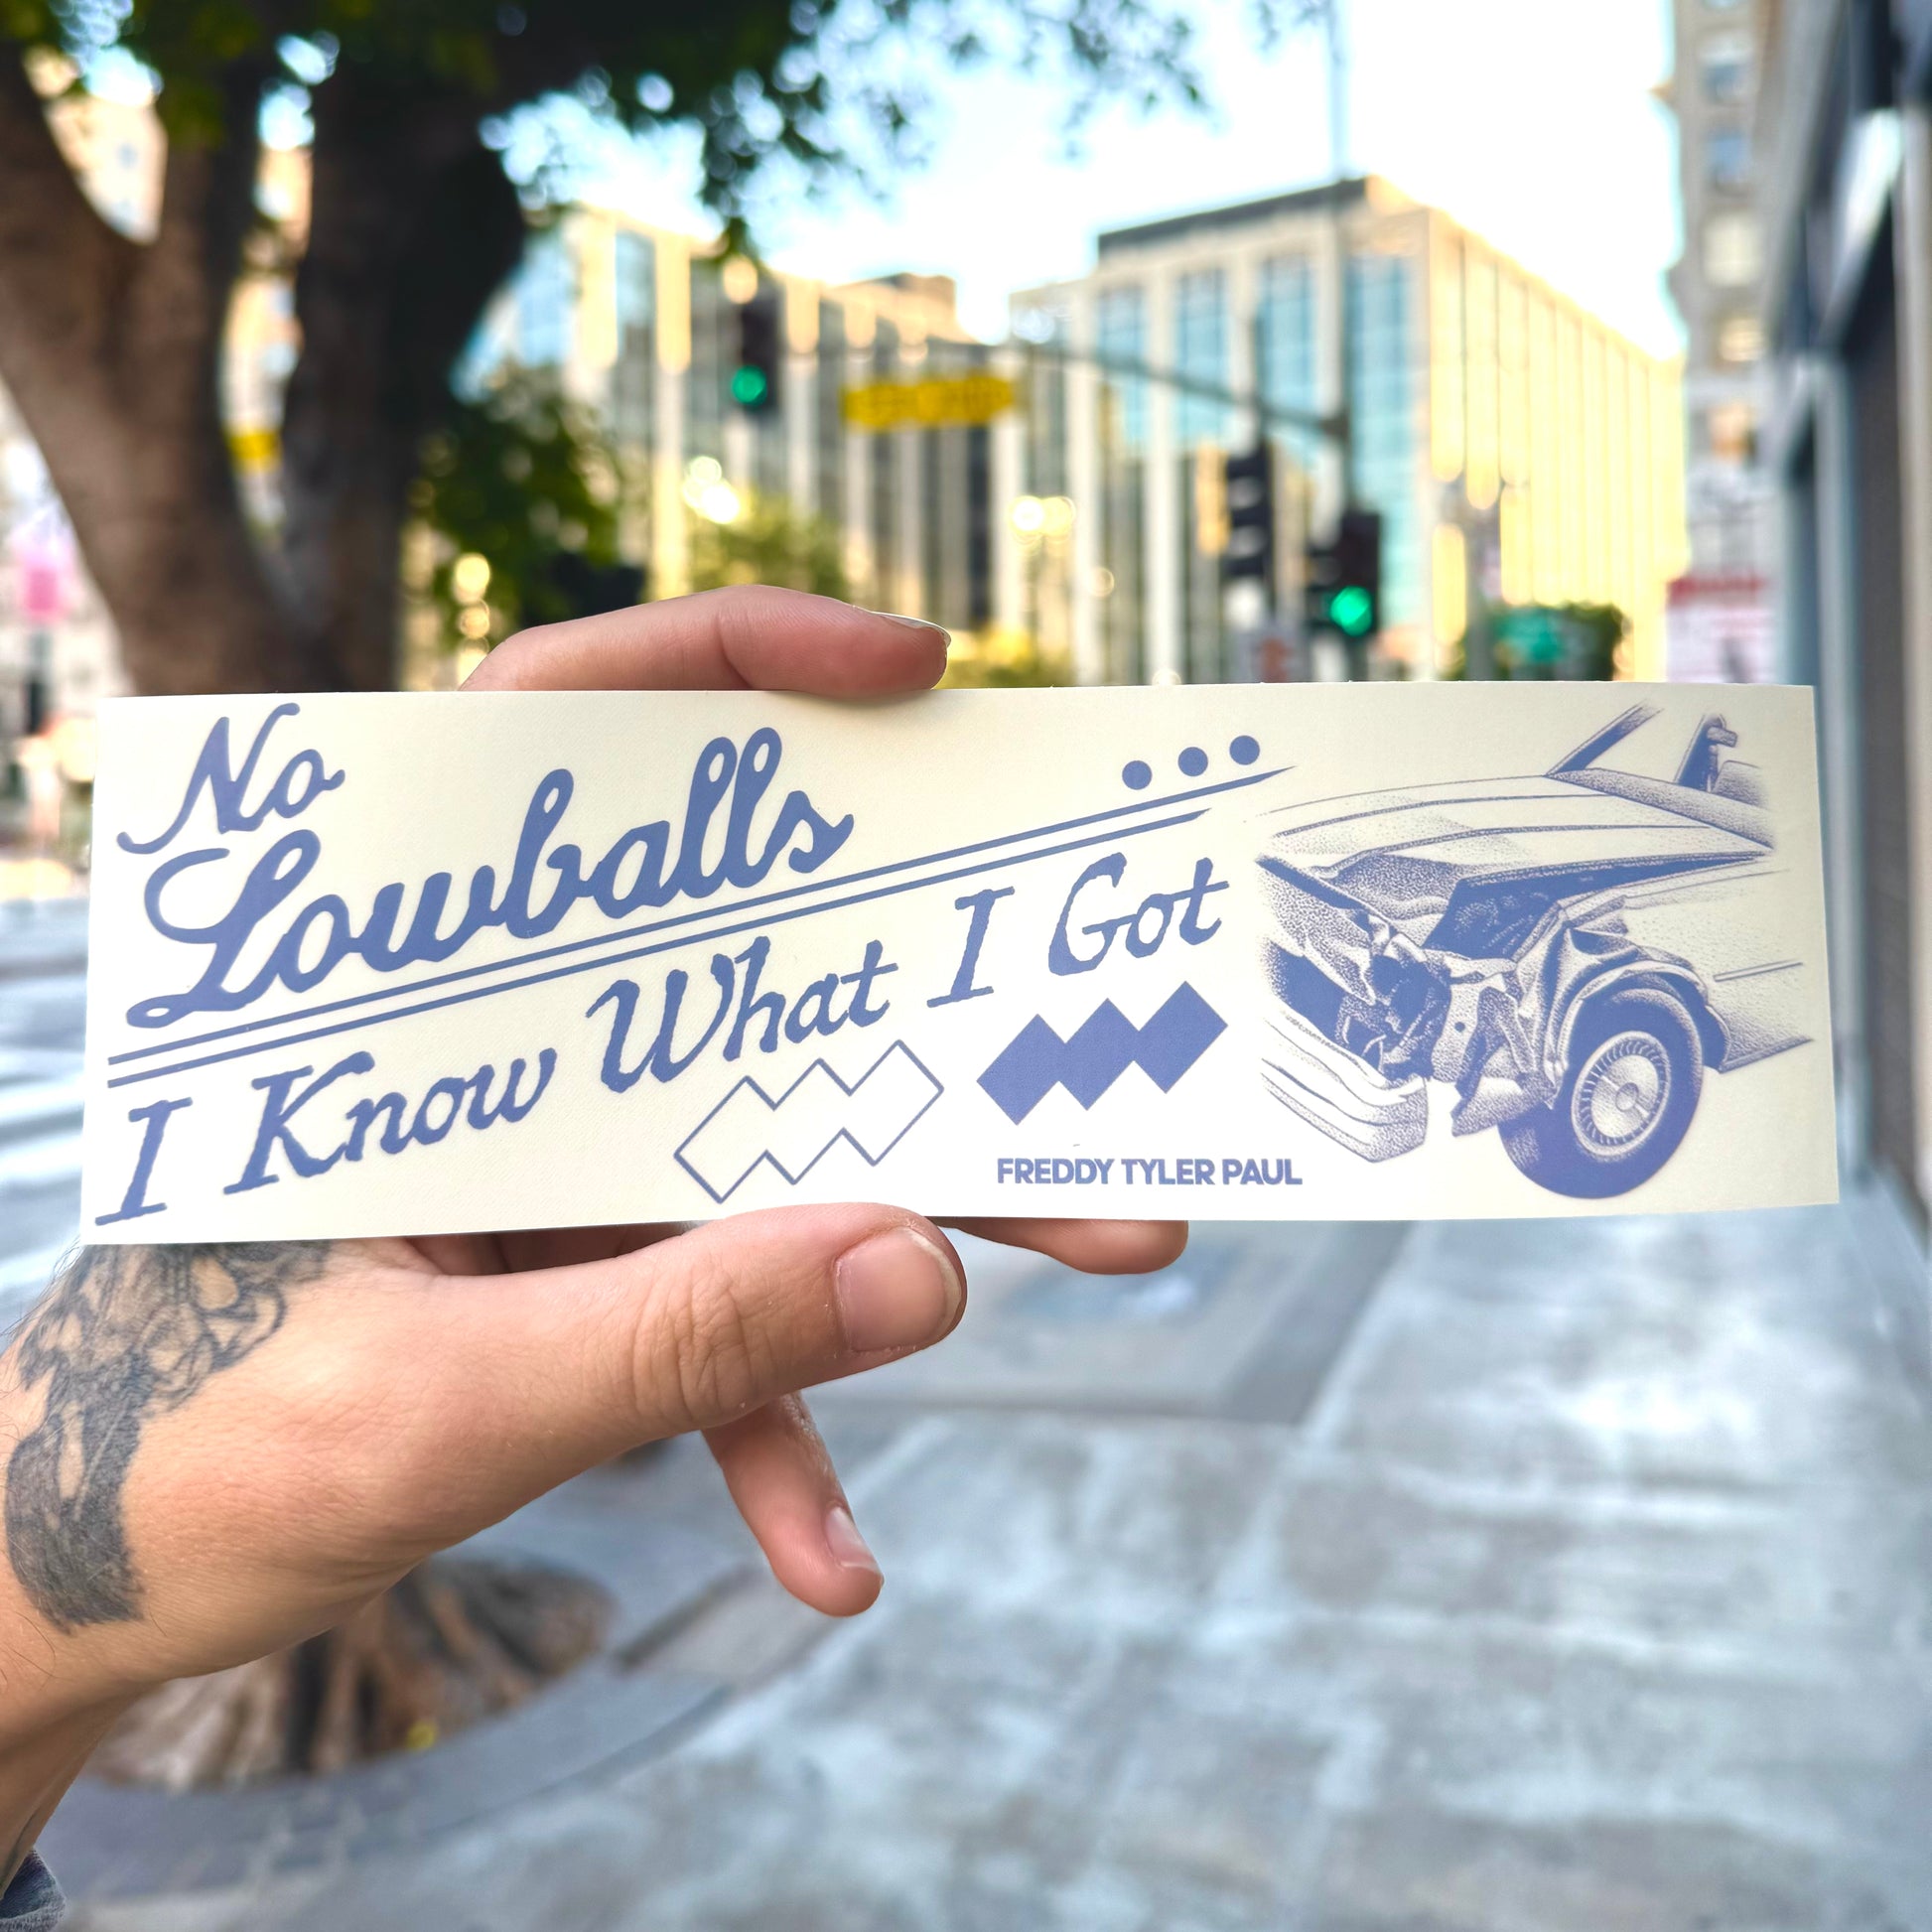 No
Lowballs
I Know What I Got
FREDDY TYLER PAUL